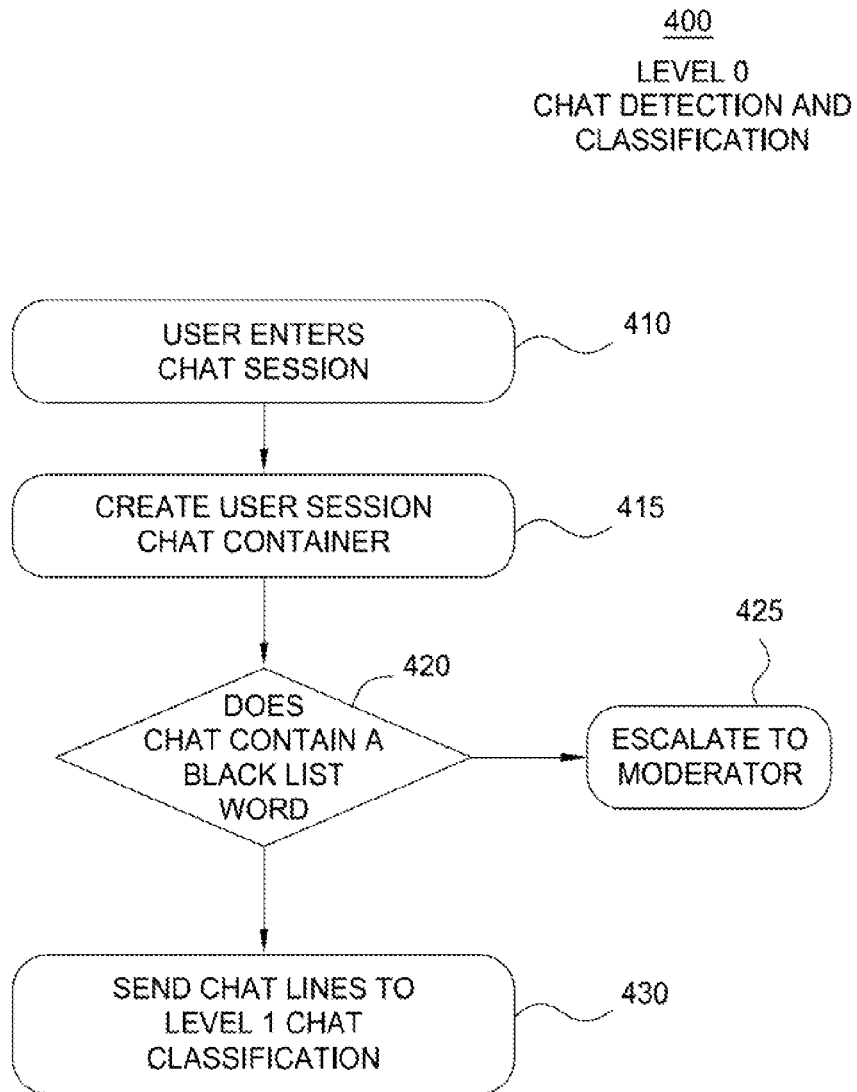 400
LEVEL 0
CHAT DETECTION AND
CLASSIFICATION
USER ENTERS
CHAT SESSION
410
CREATE USER SESSION
CHAT CONTAINER
415
425
420
DOES
CHAT CONTAIN A
BLACK LIST
WORD
ESCALATE TO
MODERATOR
SEND CHAT LINES TO
LEVEL 1 CHAT
CLASSIFICATION
430